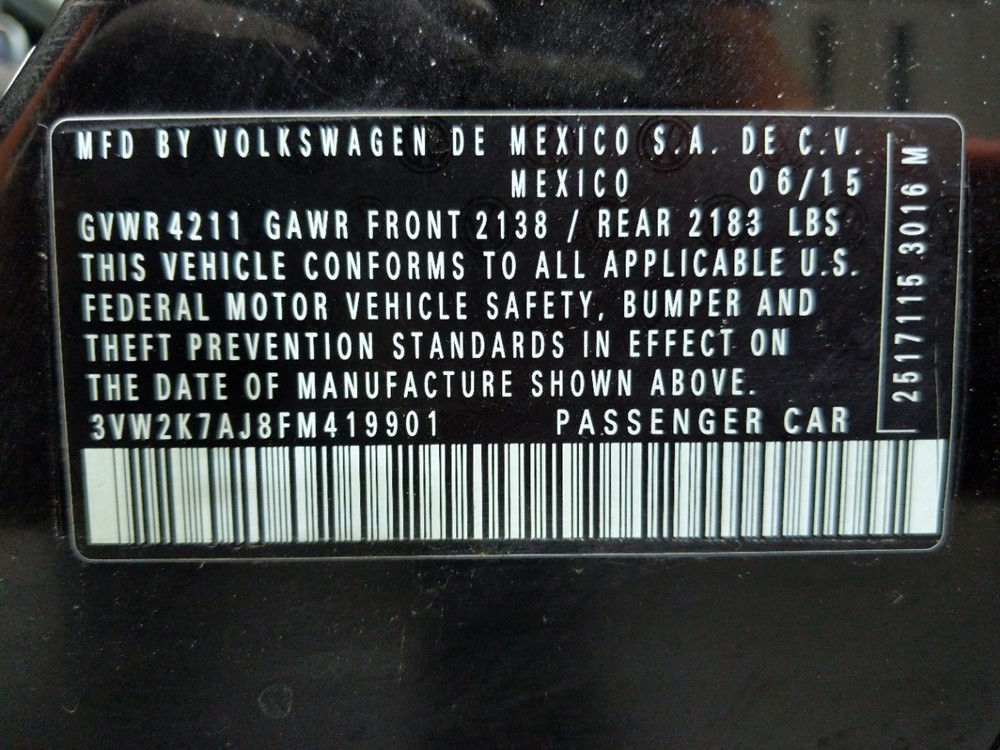 MFD BY VOLKSWAGEN DE MEXICO S.A. DE C.V.
MEXICO 06/15
GVWR 4211 GAWR FRONT 2138 / REAR 2183 LBS
THIS VEHICLE CONFORMS TO ALL APPLICABLE U.S.
FEDERAL MOTOR VEHICLE SAFETY, BUMPER AND
THEFT PREVENTION STANDARDS IN EFFECT ON
THE DATE OF MANUFACTURE SHOWN ABOVE.
3VW2K7AJ8FM419901 PASSENGER CAR
2517115 3016 M